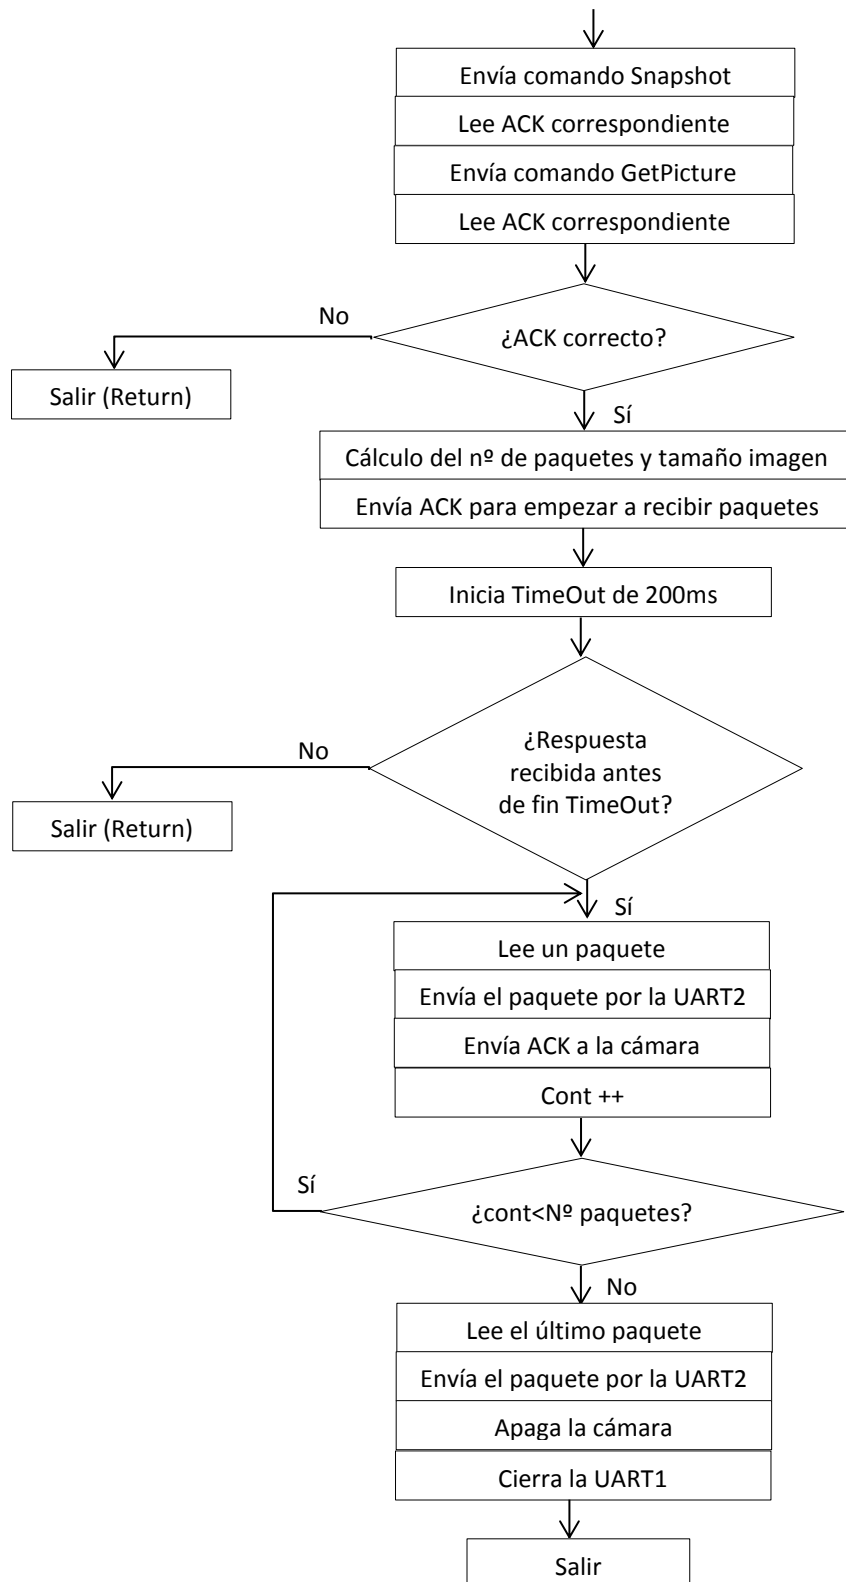 Envía comando Snapshot
Lee ACK correspondiente
Envía comando GetPicture
Lee ACK correspondiente
No
¿ACK correcto?
Salir (Return)
Sí
Cálculo del nº de paquetes y tamaño imagen
Envía ACK para empezar a recibir paquetes
Inicia TimeOut de 200ms
No
¿Respuesta
recibida antes
de fin TimeOut?
Salir (Return)
Sí
Lee un paquete
Envía el paquete por la UART2
Envía ACK a la cámara
Cont ++
Sí
¿cont<Nº paquetes?
No
Lee el último paquete
Envía el paquete por la UART2
Apaga la cámara
Cierra la UART1
Salir